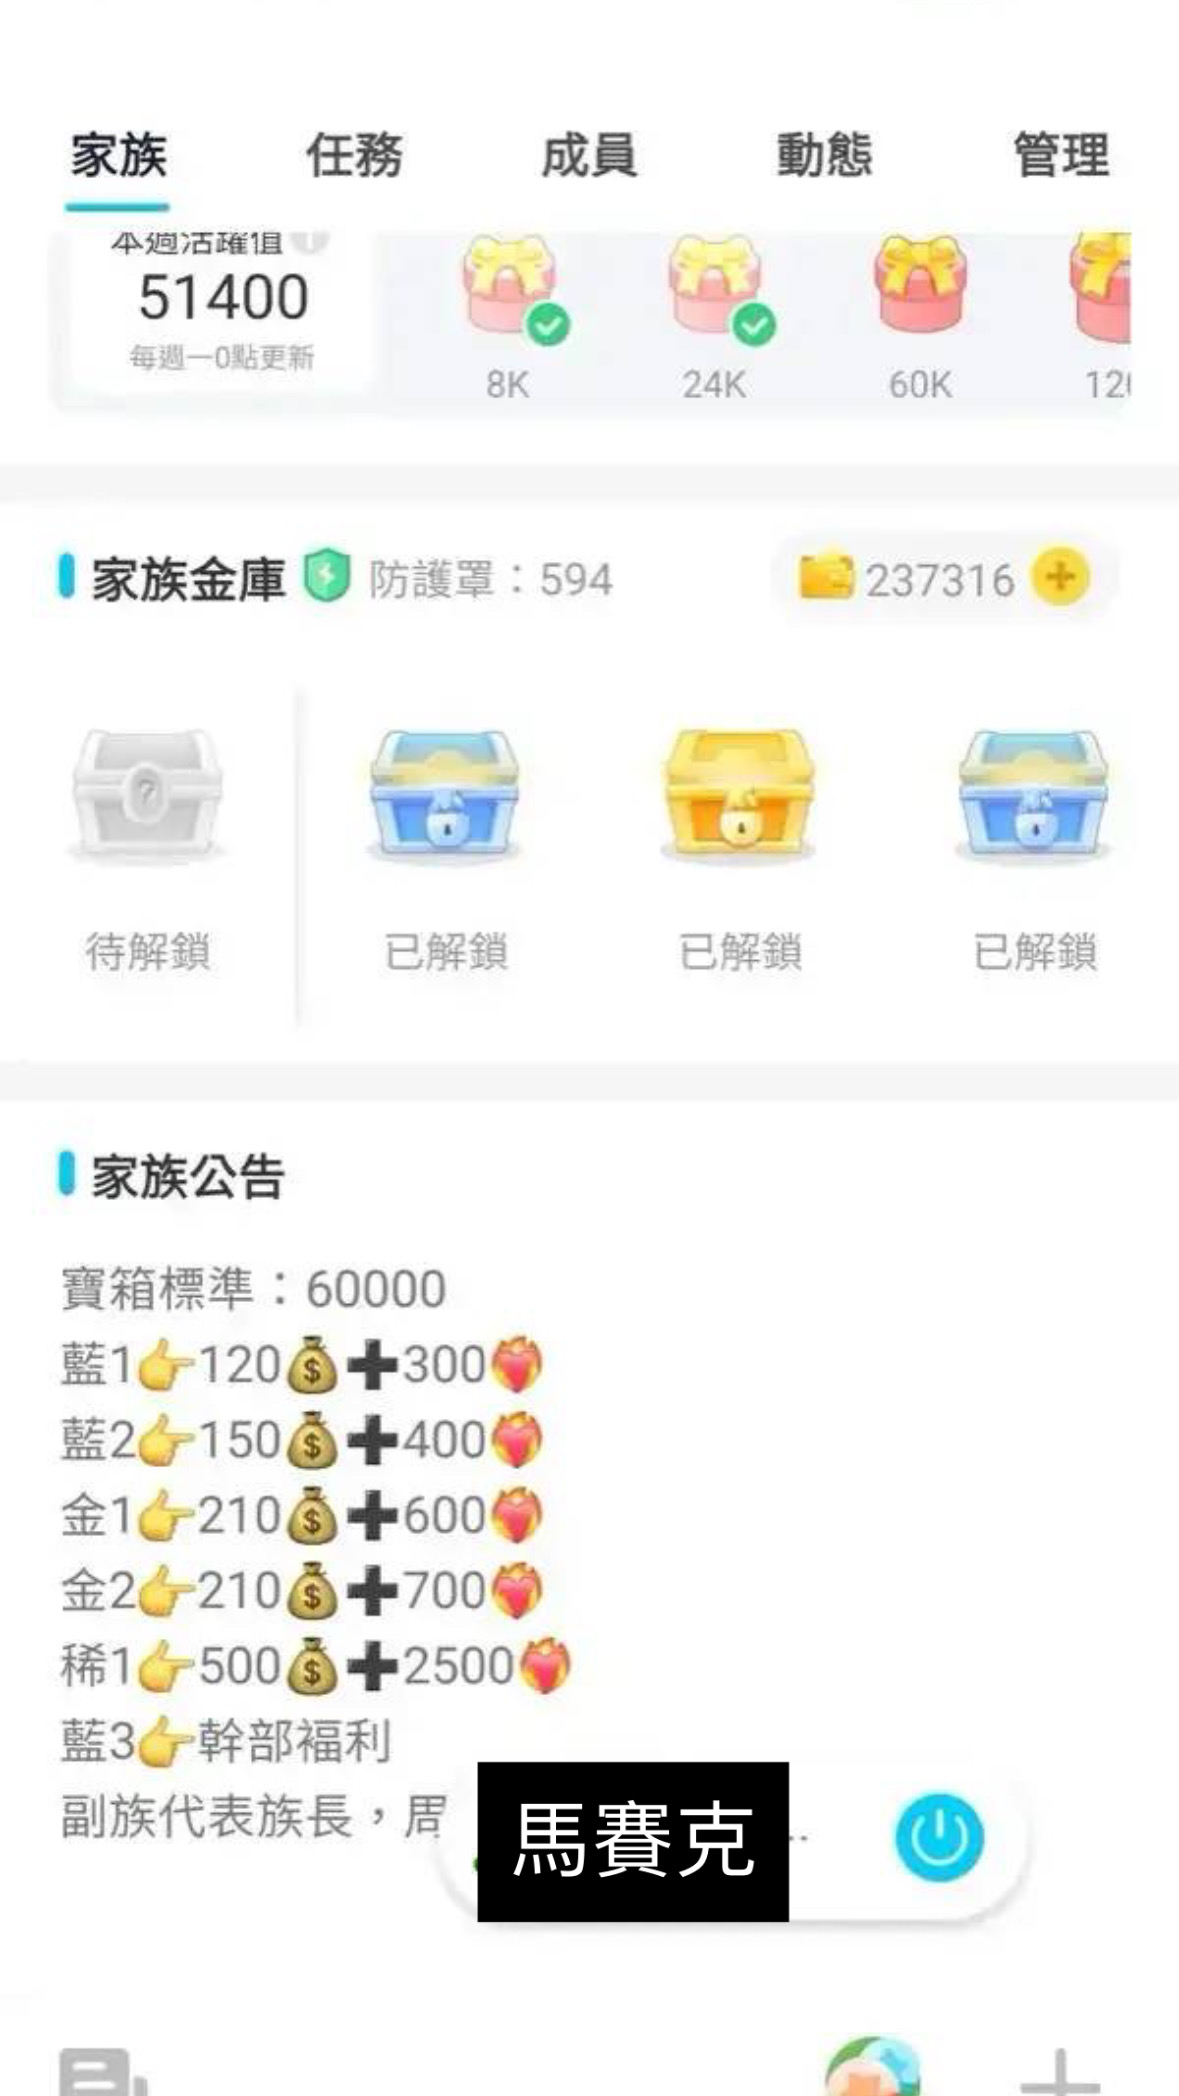 家族 任務 成員 動態 管理
本週活躍值
51400
每週一0點更新
8K 24K 60K
家族金庫 防護罩：594 237316
待解鎖 已解鎖 已解鎖 已解鎖
家族公告
寶箱標準：60000
藍1👉120💰➕300❤️‍🔥
藍2👉150💰➕400❤️‍🔥
金1👉210💰➕600❤️‍🔥
金2👉210💰➕700❤️‍🔥
稀1👉500💰➕2500❤️‍🔥
藍3👉幹部福利
副族代表族長，周
馬賽克